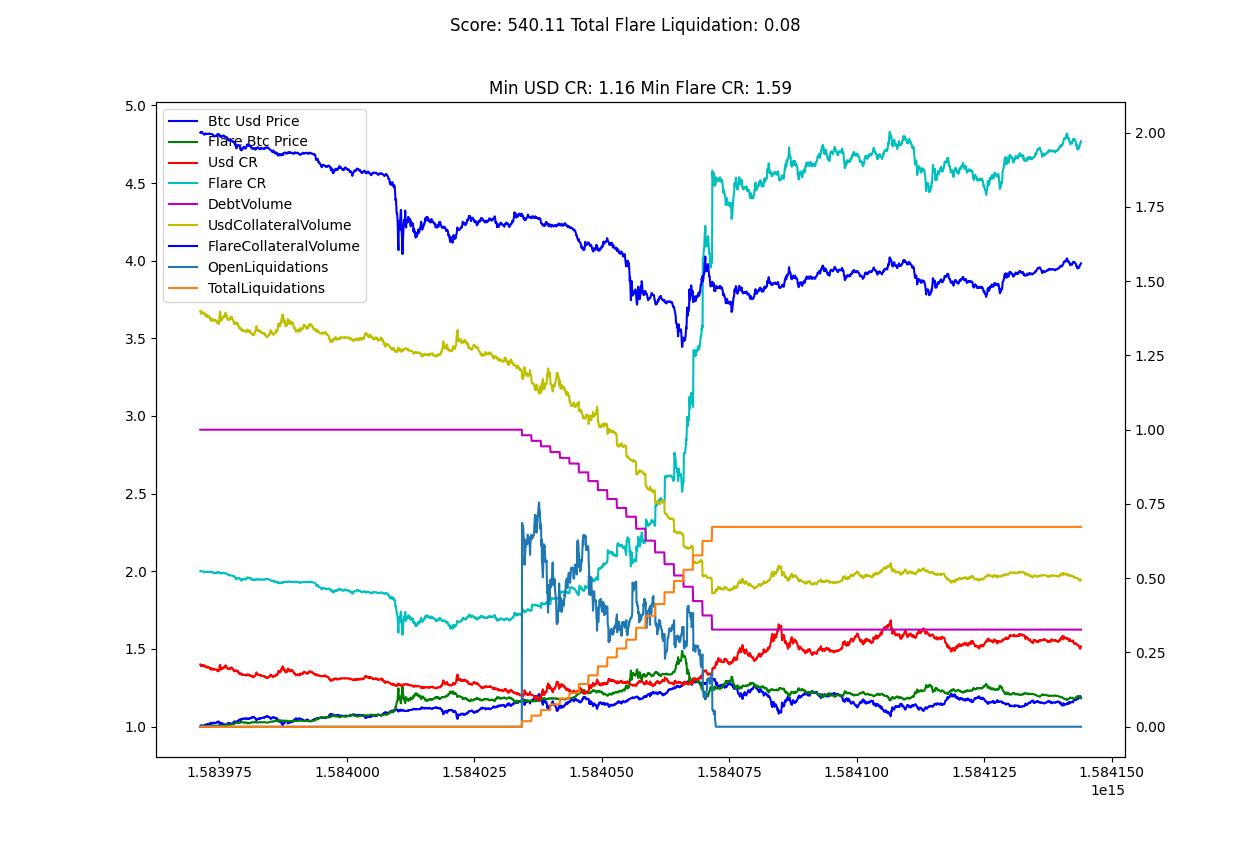 Score: 540.11 Total Flare Liquidation: 0.08
Min USD CR: 1.16 Min Flare CR: 1.59
Btc Usd Price
Flare Btc Price
Usd CR
Flare CR
DebtVolume
UsdCollateralVolume
FlareCollateralVolume
OpenLiquidations
TotalLiquidations
5.0
4.5
4.0
3.5
3.0
2.5
2.0
1.5
1.0
2.00
1.75
1.50
1.25
1.00
0.75
0.50
0.25
0.00
1.583975 1.584000 1.584025 1.584050 1.584075 1.584100 1.584125 1.584150
1e15